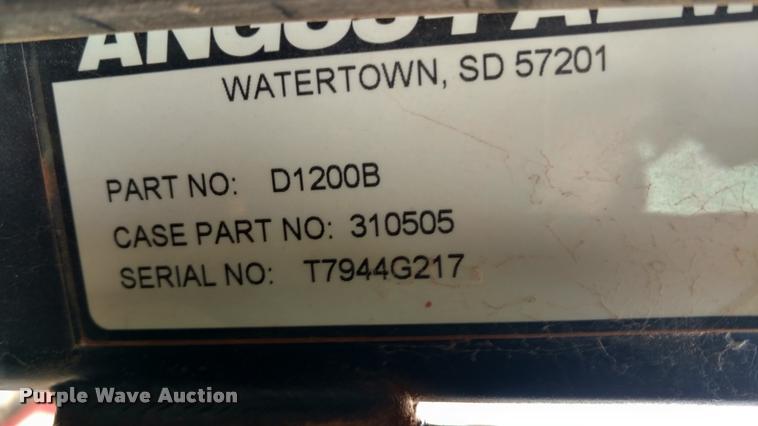 WATERTOWN, SD 57201
PART NO: D1200B
CASE PART NO: 310505
SERIAL NO: T7944G217
Purple Wave Auction